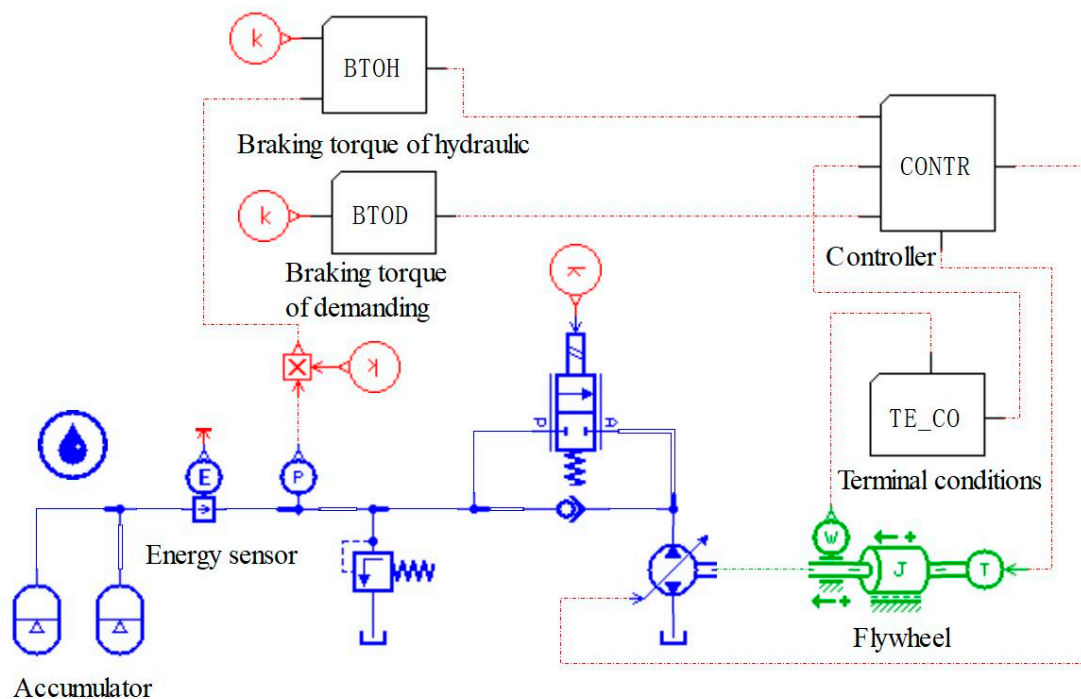 k
BTOH
Braking torque of hydraulic
CONTR
k
BTOD
Controller
Braking torque
of demanding
k
k
P
A
TE_CO
E
P
Terminal conditions
Energy sensor
W
+
J
T
+
Flywheel
Accumulator